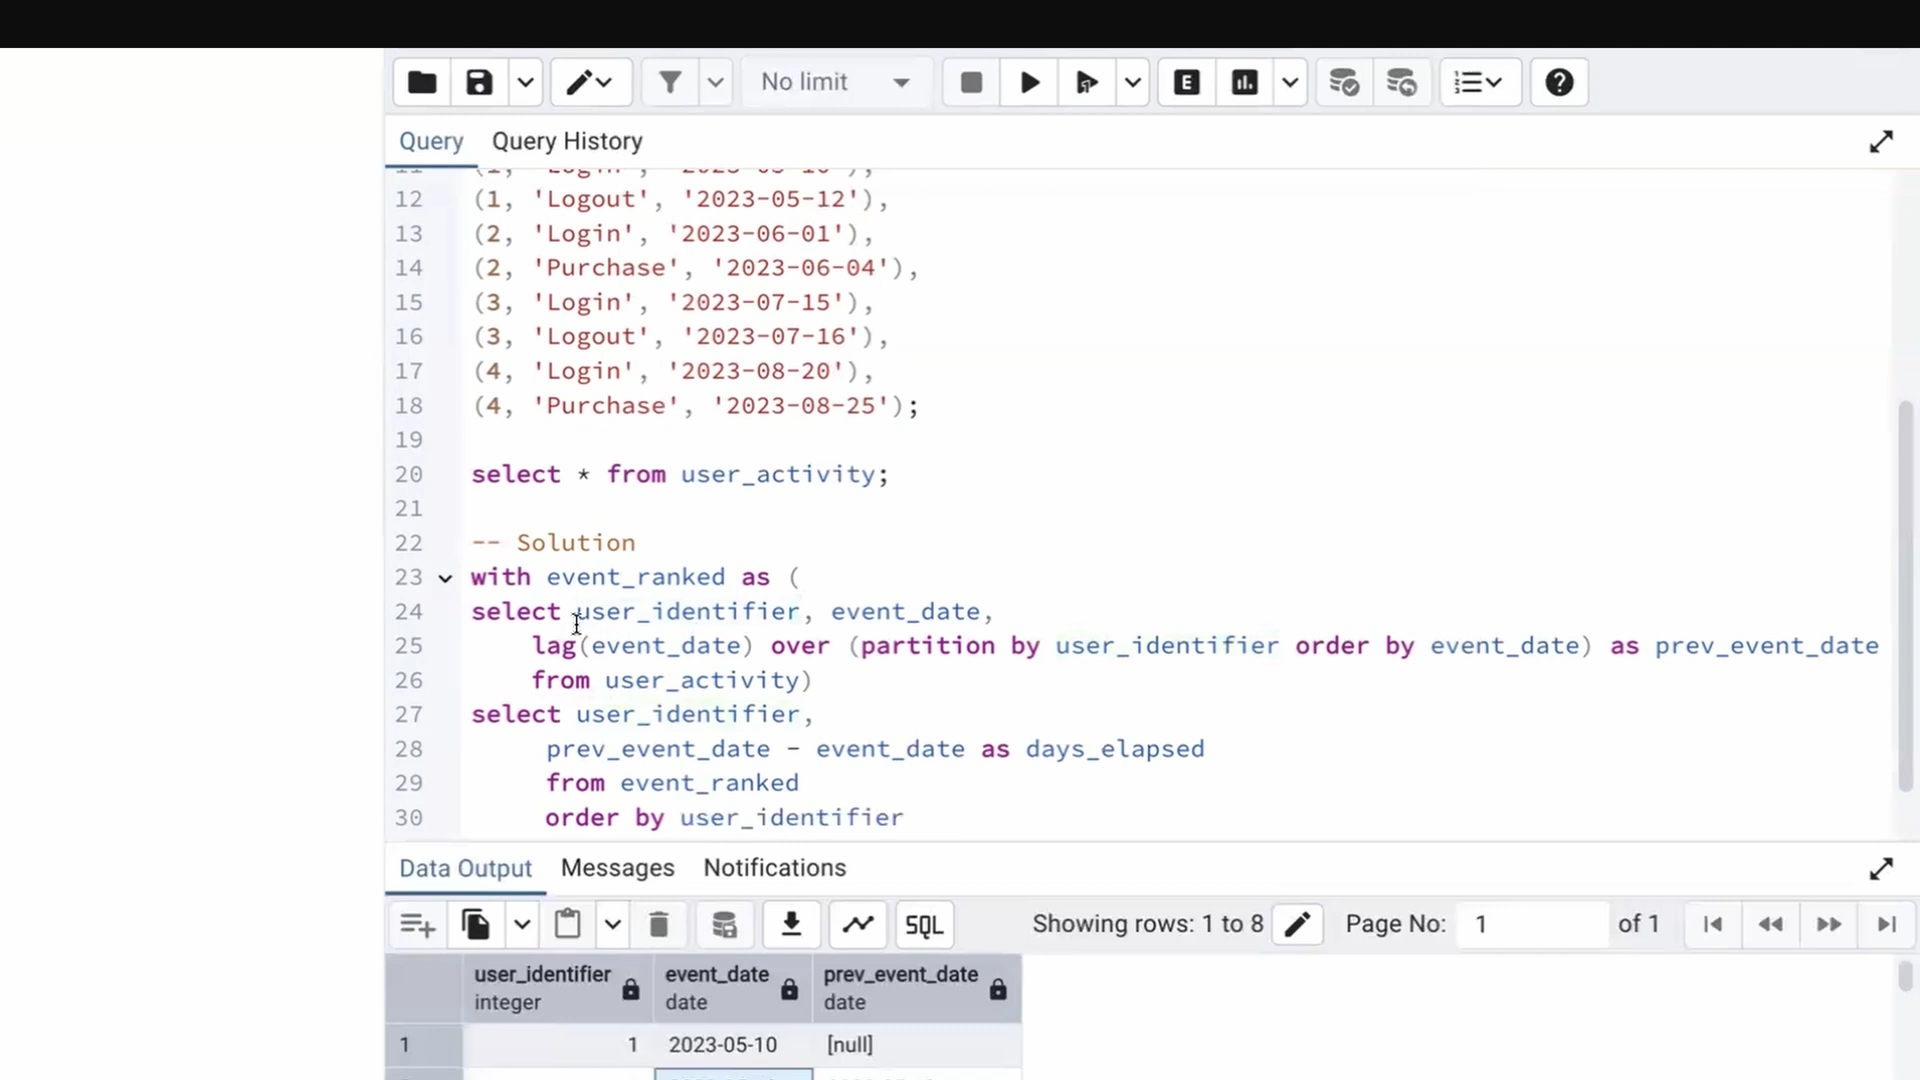 No limit
E
Query Query History
12 (1, 'Logout', '2023-05-12'),
13 (2, 'Login', '2023-06-01'),
14 (2, 'Purchase', '2023-06-04'),
15 (3, 'Login', '2023-07-15'),
16 (3, 'Logout', '2023-07-16'),
17 (4, 'Login', '2023-08-20'),
18 (4, 'Purchase', '2023-08-25');
19
20 select * from user_activity;
21
22 -- Solution
23 with event_ranked as (
24 select user_identifier, event_date,
25 lag(event_date) over (partition by user_identifier order by event_date) as prev_event_date
26 from user_activity)
27 select user_identifier,
28 prev_event_date - event_date as days_elapsed
29 from event_ranked
30 order by user_identifier
Data Output Messages Notifications
SQL Showing rows: 1 to 8 Page No: 1 of 1
user_identifier event_date prev_event_date
integer date date
1 1 2023-05-10 [null]